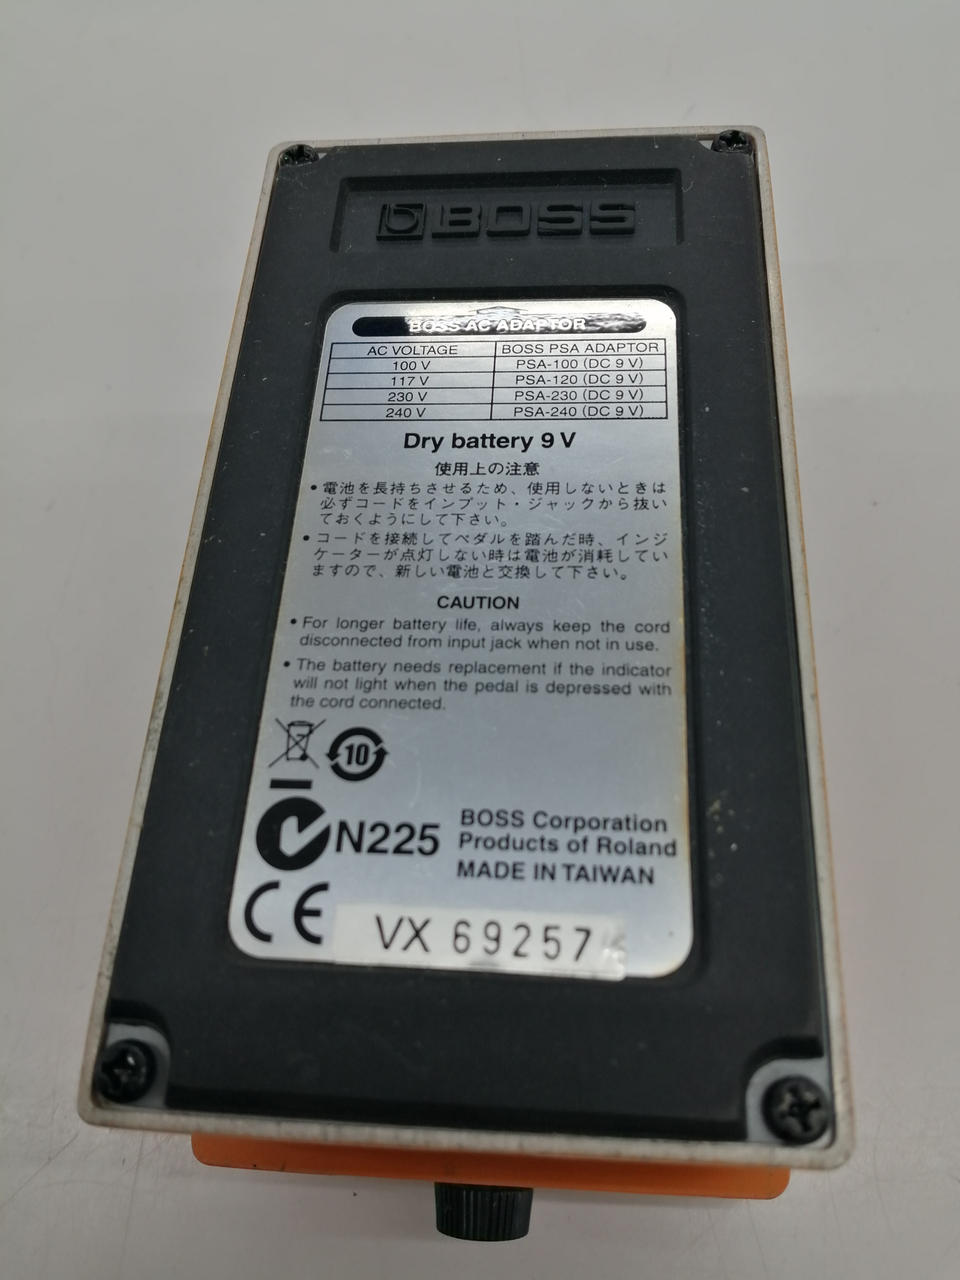 BOSS
BOSS AC ADAPTOR
AC VOLTAGE BOSS PSA ADAPTOR
100 V PSA-100 (DC 9 V)
117 V PSA-120 (DC 9 V)
230 V PSA-230 (DC 9 V)
240 V PSA-240 (DC 9 V)
Dry battery 9 V
使用上の注意
• 電池を長持ちさせるため、使用しないときは
必ずコードをインプット・ジャックから抜い
ておくようにして下さい。
• コードを接続してペダルを踏んだ時、インジ
ケーターが点灯しない時は電池が消耗してい
ますので、新しい電池と交換して下さい。
CAUTION
• For longer battery life, always keep the cord
disconnected from input jack when not in use.
• The battery needs replacement if the indicator
will not light when the pedal is depressed with
the cord connected.
10
N225
BOSS Corporation
Products of Roland
MADE IN TAIWAN
CE
VX 69257